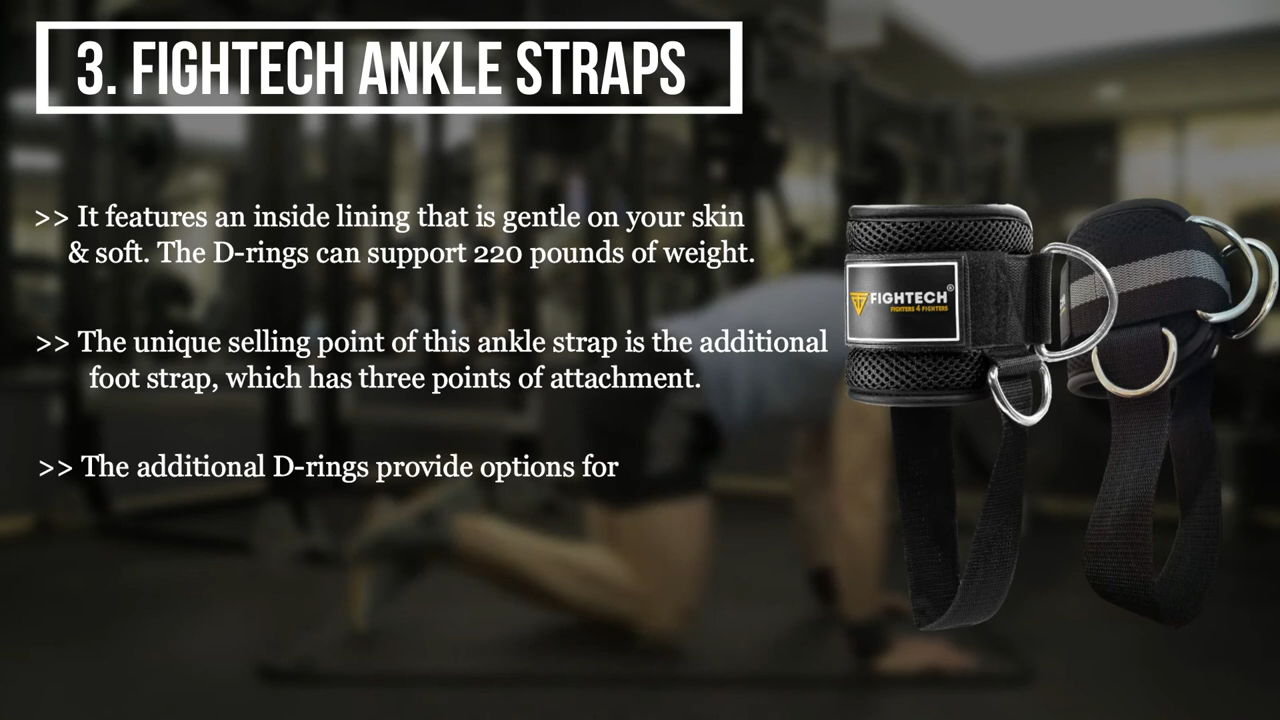 3. FIGHTECH ANKLE STRAPS
>> It features an inside lining that is gentle on your skin
& soft. The D-rings can support 220 pounds of weight.
>> The unique selling point of this ankle strap is the additional
foot strap, which has three points of attachment.
>> The additional D-rings provide options for
FIGHTECH®
FIGHTERS 4 FIGHTERS